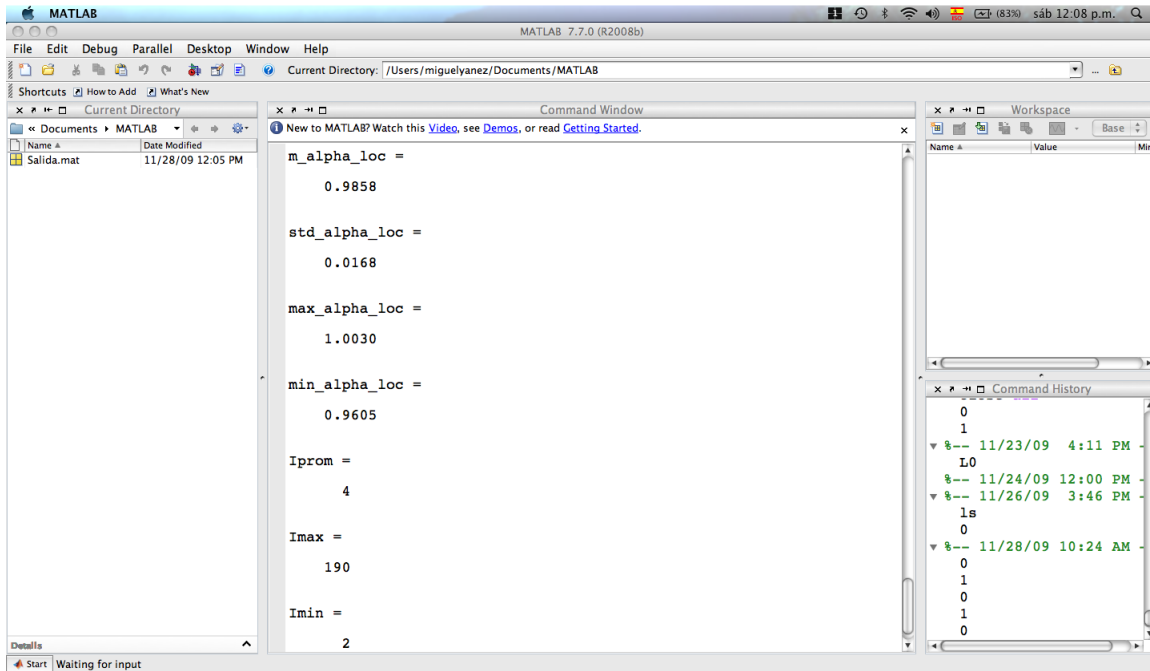 MATLAB
(83%) sáb 12:08 p.m.
MATLAB 7.7.0 (R2008b)
File Edit Debug Parallel Desktop Window Help
Current Directory: /Users/miguelyanez/Documents/MATLAB
Shortcuts How to Add What's New
Current Directory
« Documents MATLAB
Name Date Modified
Salida.mat 11/28/09 12:05 PM
Details
Command Window
New to MATLAB? Watch this Video, see Demos, or read Getting Started.
m_alpha_loc =
0.9858
std_alpha_loc =
0.0168
max_alpha_loc =
1.0030
min_alpha_loc =
0.9605
Iprom =
4
Imax =
190
Imin =
2
Workspace
Base
Name Value Min
Command History
0
1
%-- 11/23/09 4:11 PM -
L0
%-- 11/24/09 12:00 PM -
%-- 11/26/09 3:46 PM -
ls
0
%-- 11/28/09 10:24 AM -
0
1
0
1
0
Start Waiting for input